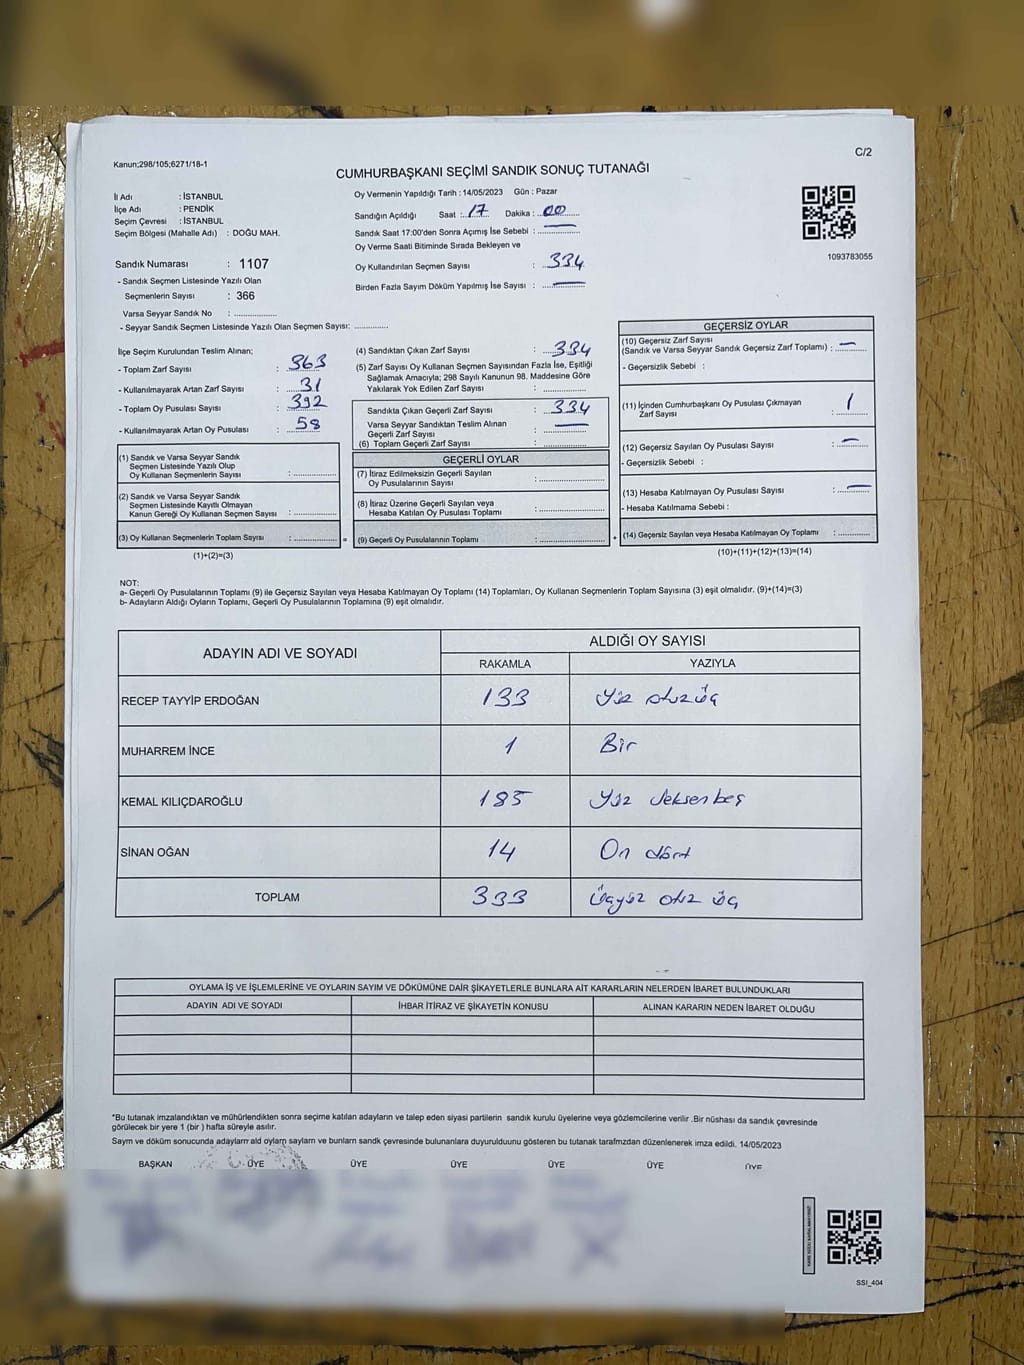 Kanun;298/105;6271/18-1
C/2
CUMHURBAŞKANI SEÇİMİ SANDIK SONUÇ TUTANAĞI
İl Adı : İSTANBUL
İlçe Adı : PENDİK
Seçim Çevresi : İSTANBUL
Seçim Bölgesi (Mahalle Adı) : DOĞU MAH.
Sandık Numarası : 1107
- Sandık Seçmen Listesinde Yazılı Olan
Seçmenlerin Sayısı : 366
Varsa Seyyar Sandık No : ..............
- Seyyar Sandık Seçmen Listesinde Yazılı Olan Seçmen Sayısı: ............
Oy Vermenin Yapıldığı Tarih : 14/05/2023 Gün : Pazar
Sandığın Açıldığı Saat : 17 Dakika : 00
Sandık Saat 17:00'den Sonra Açımış İse Sebebi : —
Oy Verme Saati Bitiminde Sırada Bekleyen ve
Oy Kullandırılan Seçmen Sayısı : 334
Birden Fazla Sayım Döküm Yapılmış İse Sayısı : —
1093783055
İlçe Seçim Kurulundan Teslim Alınan;
- Toplam Zarf Sayısı : 363
- Kullanılmayarak Artan Zarf Sayısı : 31
- Toplam Oy Pusulası Sayısı : 392
- Kullanılmayarak Artan Oy Pusulası : 58
(1) Sandık ve Varsa Seyyar Sandık
Seçmen Listesinde Yazılı Olup
Oy Kullanan Seçmenlerin Sayısı : ..............
(2) Sandık ve Varsa Seyyar Sandık
Seçmen Listesinde Kayıtlı Olmayan
Kanun Gereği Oy Kullanan Seçmen Sayısı : ..............
(3) Oy Kullanan Seçmenlerin Toplam Sayısı : ..............
(1)+(2)=(3)
(4) Sandıktan Çıkan Zarf Sayısı : 334
(5) Zarf Sayısı Oy Kullanan Seçmen Sayısından Fazla İse, Eşitliği
Sağlamak Amacıyla; 298 Sayılı Kanunun 98. Maddesine Göre
Yakılarak Yok Edilen Zarf Sayısı : ..............
Sandıkta Çıkan Geçerli Zarf Sayısı : 334
Varsa Seyyar Sandıktan Teslim Alınan
Geçerli Zarf Sayısı : —
(6) Toplam Geçerli Zarf Sayısı : ..............
GEÇERLİ OYLAR
(7) İtiraz Edilmeksizin Geçerli Sayılan
Oy Pusulalarının Sayısı : ..............
(8) İtiraz Üzerine Geçerli Sayılan veya
Hesaba Katılan Oy Pusulası Toplamı : ..............
= (9) Geçerli Oy Pusulalarının Toplamı : ..............
GEÇERSİZ OYLAR
(10) Geçersiz Zarf Sayısı
(Sandık ve Varsa Seyyar Sandık Geçersiz Zarf Toplamı) : —
- Geçersizlik Sebebi :
(11) İçinden Cumhurbaşkanı Oy Pusulası Çıkmayan
Zarf Sayısı : 1
(12) Geçersiz Sayılan Oy Pusulası Sayısı : —
- Geçersizlik Sebebi :
(13) Hesaba Katılmayan Oy Pusulası Sayısı : —
- Hesaba Katılmama Sebebi :
+ (14) Geçersiz Sayılan veya Hesaba Katılmayan Oy Toplamı : ..............
(10)+(11)+(12)+(13)=(14)
NOT:
a- Geçerli Oy Pusulalarının Toplamı (9) ile Geçersiz Sayılan veya Hesaba Katılmayan Oy Toplamı (14) Toplamları, Oy Kullanan Seçmenlerin Toplam Sayısına (3) eşit olmalıdır. (9)+(14)=(3)
b- Adayların Aldığı Oyların Toplamı, Geçerli Oy Pusulalarının Toplamına (9) eşit olmalıdır.
ADAYIN ADI VE SOYADI ALDIĞI OY SAYISI
RAKAMLA YAZIYLA
RECEP TAYYİP ERDOĞAN 133 Yüz otuz üç
MUHARREM İNCE 1 Bir
KEMAL KILIÇDAROĞLU 185 Yüz seksen beş
SİNAN OĞAN 14 On dört
TOPLAM 333 Üçyüz otuz üç
OYLAMA İŞ VE İŞLEMLERİNE VE OYLARIN SAYIM VE DÖKÜMÜNE DAİR ŞİKAYETLERLE BUNLARA AİT KARARLARIN NELERDEN İBARET BULUNDUKLARI
ADAYIN ADI VE SOYADI İHBAR İTİRAZ VE ŞİKAYETİN KONUSU ALINAN KARARIN NEDEN İBARET OLDUĞU
*Bu tutanak imzalandıktan ve mühürlendikten sonra seçime katılan adayların ve talep eden siyasi partilerin sandık kurulu üyelerine veya gözlemcilerine verilir .Bir nüshası da sandık çevresinde
görülecek bir yere 1 (bir ) hafta süreyle asılır.
Sayım ve döküm sonucunda adayların ald oyların sayların ve bunların sandk çevresinde bulunanlara duyurulduunu gösteren bu tutanak tarafmzdan düzenlenerek imza edildi. 14/05/2023
BAŞKAN ÜYE ÜYE ÜYE ÜYE ÜYE ÜYE
SSI_404